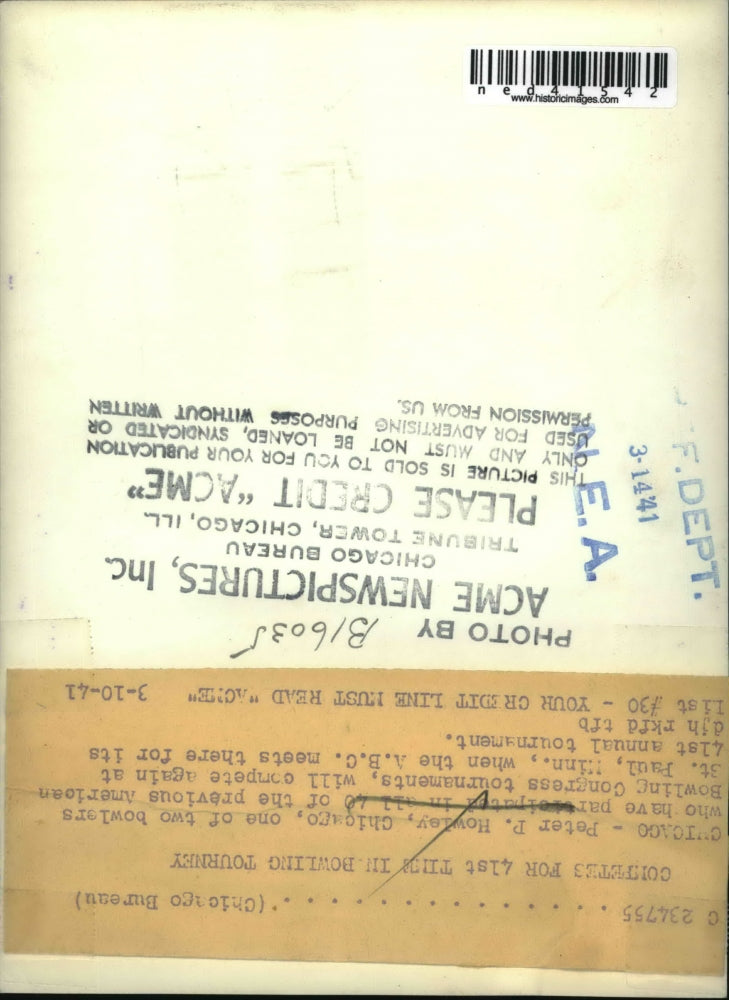 ned41542
www.historicimages.com
C 234755 . . . . . . . . . . . . . . . . (Chicago Bureau)
COMPETES FOR 41st TIME IN BOWLING TOURNEY
CHICAGO - Peter P. Howley, Chicago, one of two bowlers
who have participated in all 40 of the previous American
Bowling Congress tournaments, will compete again at
St. Paul, Minn., when the A.B.C. meets there for its
41st annual tournament.
djh rkfd tfb
List #30 - YOUR CREDIT LINE MUST READ "ACME" 3-10-41
PHOTO BY
ACME NEWSPICTURES, Inc.
CHICAGO BUREAU
TRIBUNE TOWER, CHICAGO, ILL.
PLEASE CREDIT "ACME"
THIS PICTURE IS SOLD TO YOU FOR YOUR PUBLICATION
ONLY AND MUST NOT BE LOANED, SYNDICATED OR
USED FOR ADVERTISING PURPOSES WITHOUT WRITTEN
PERMISSION FROM US.
N.E.A.
3-14-41
F. DEPT.